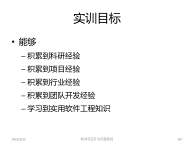 实训目标
• 能够
– 积累到科研经验
– 积累到项目经验
– 积累到行业经验
– 积累到团队开发经验
– 学习到实用软件工程知识